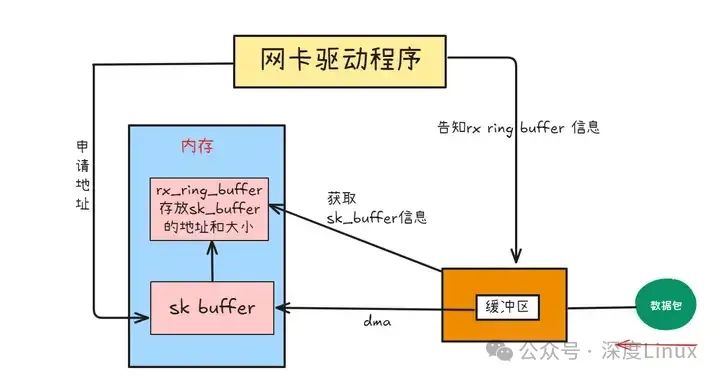 网卡驱动程序
告知rx ring buffer 信息
申
请
地
址
内存
rx_ring_buffer
存放sk_buffer
的地址和大小
获取
sk_buffer信息
sk buffer
dma
缓冲区
数据包
公众号 · 深度Linux